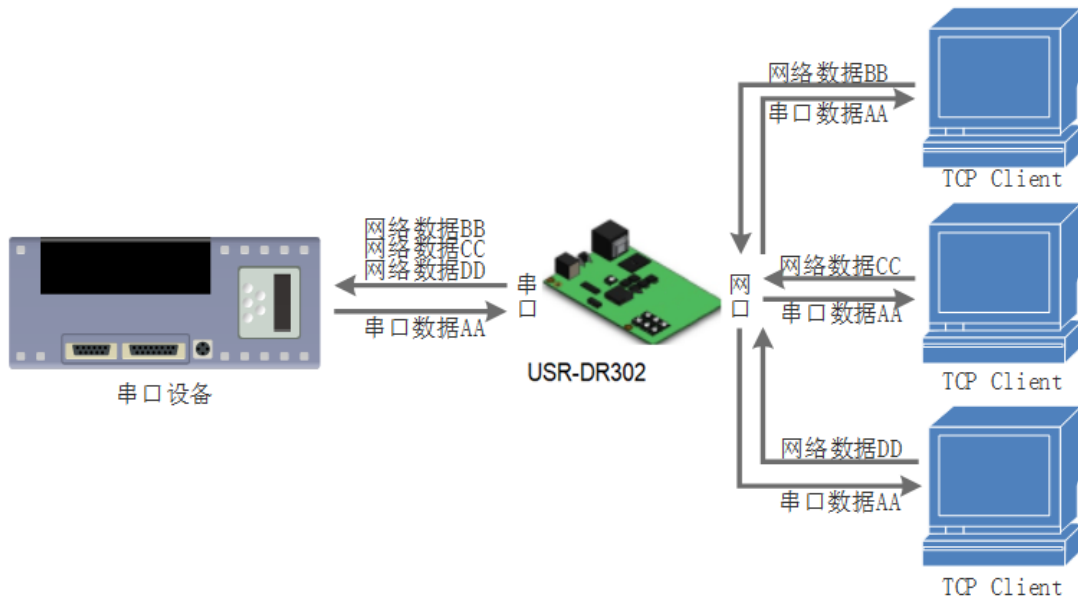 网络数据BB
串口数据AA
TCP Client
网络数据BB
网络数据CC
网络数据DD
串口数据AA
串口
网口
网络数据CC
串口数据AA
USR-DR302
串口设备
TCP Client
网络数据DD
串口数据AA
TCP Client